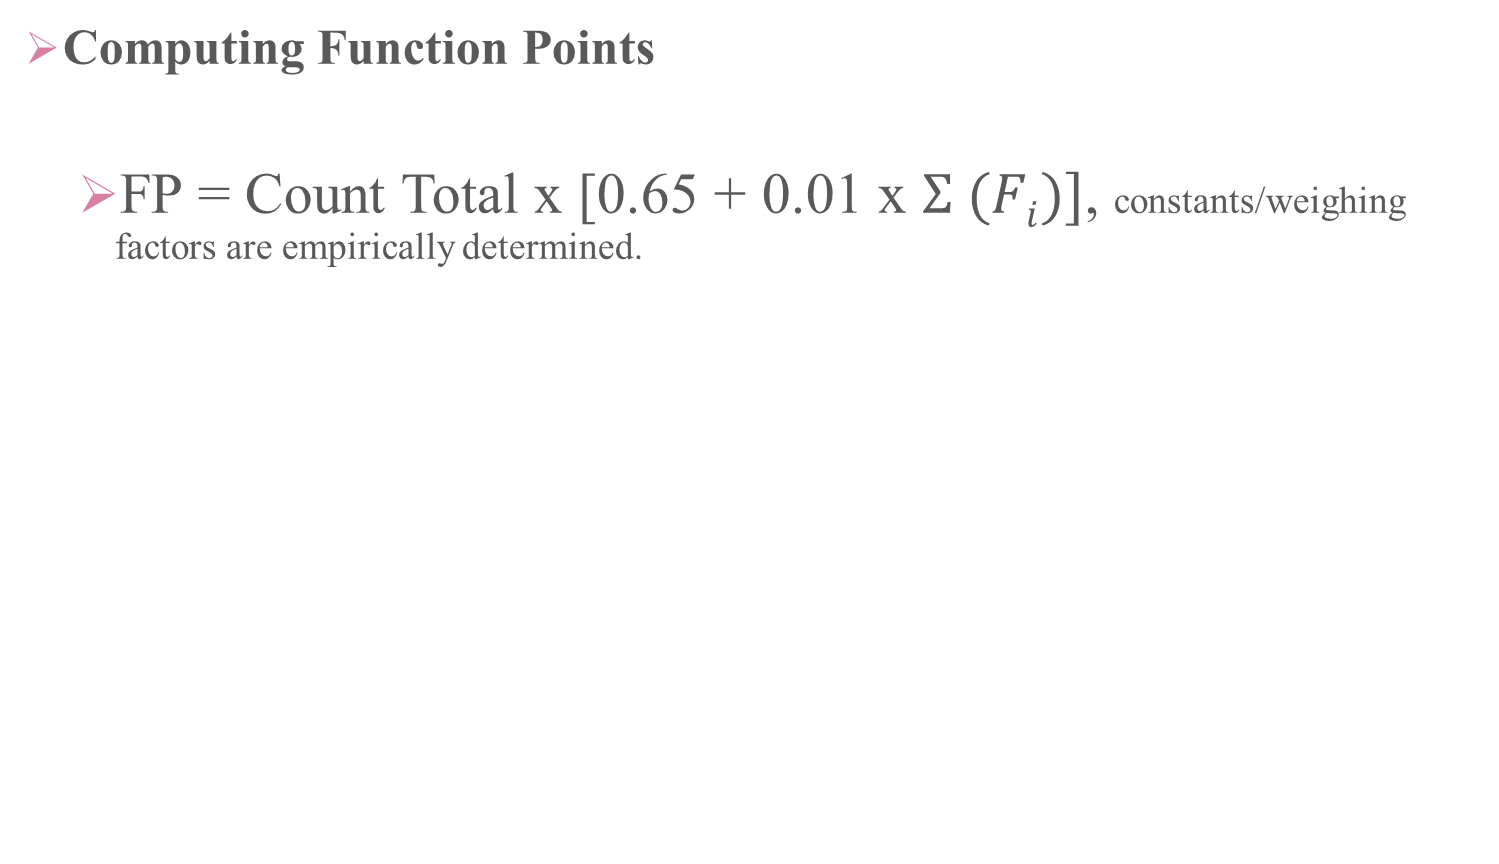 ➢Computing Function Points
➢FP = Count Total x [0.65 + 0.01 x Σ (𝐹ᵢ)], constants/weighing
factors are empirically determined.